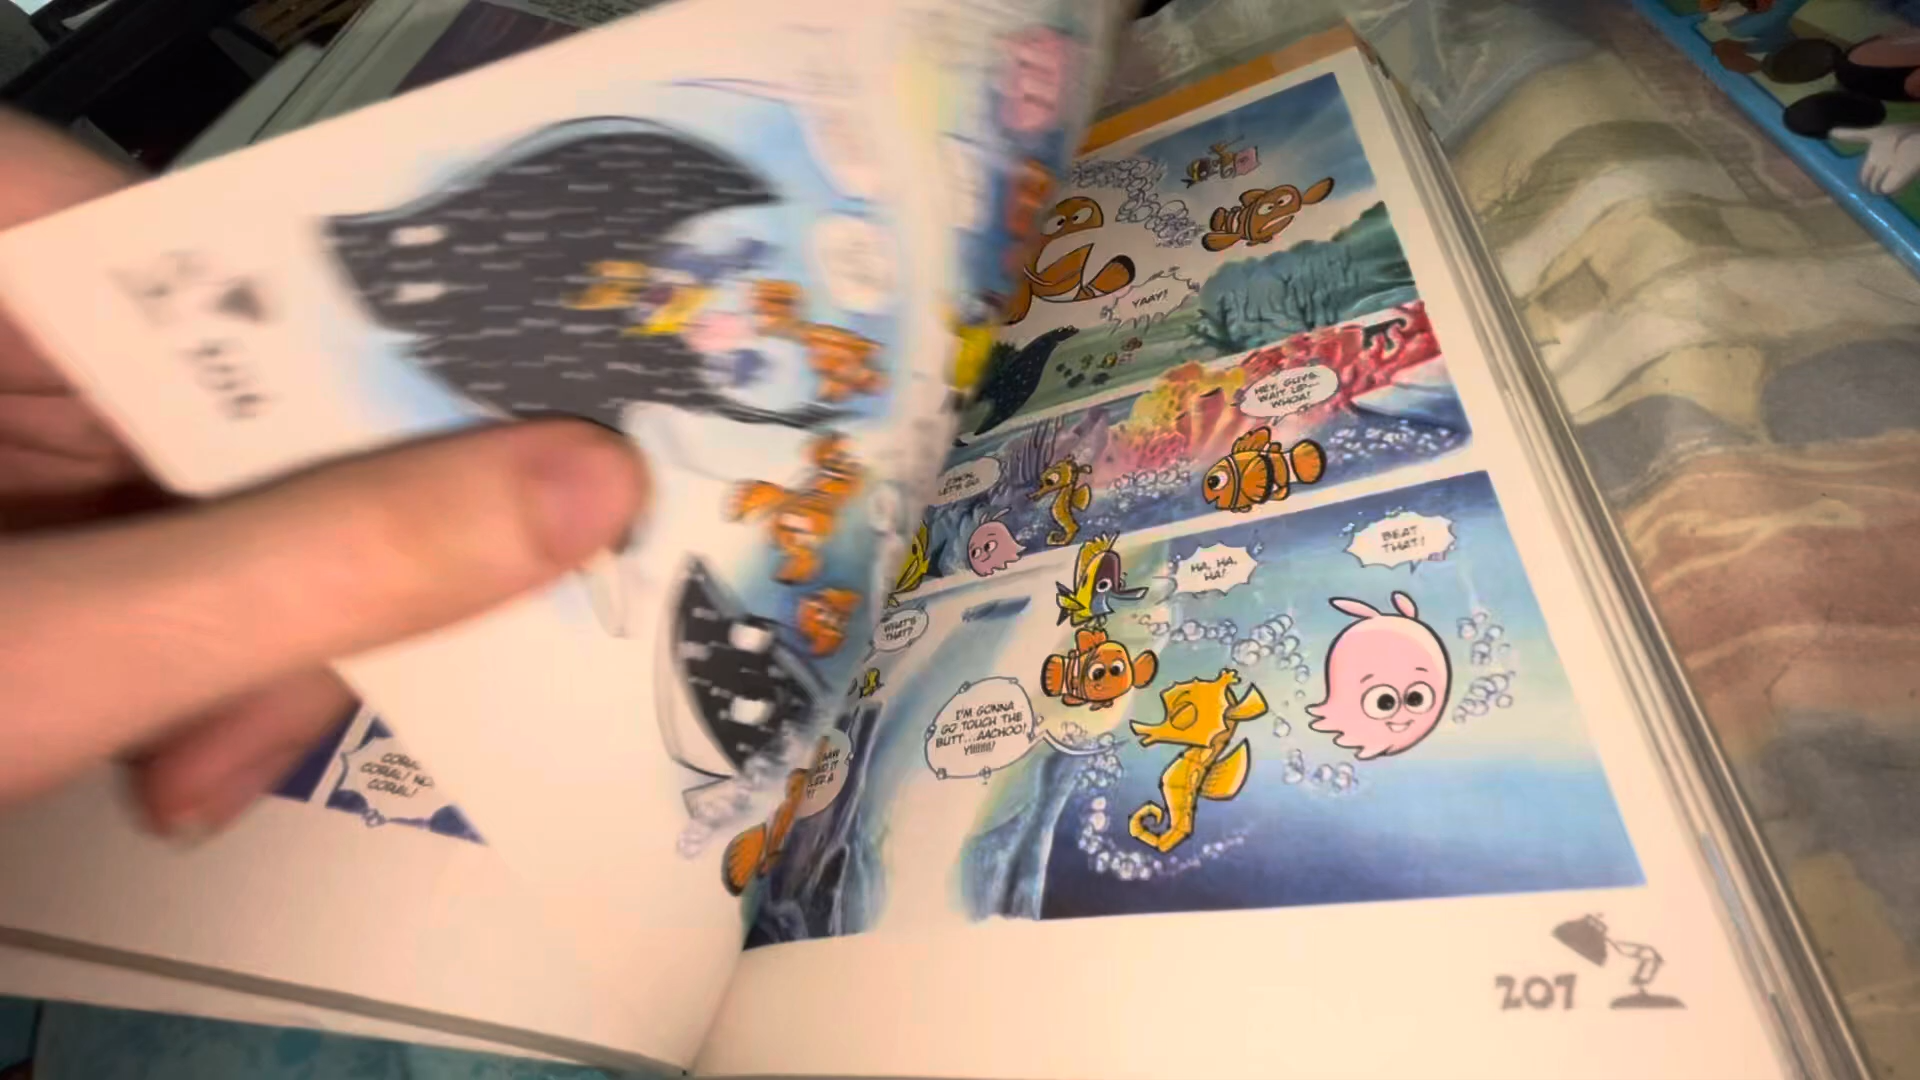 CORAL!
CORAL! NO,
CORAL!
YAAY!
HEY, GUYS,
WAIT UP—
WHOA!
C'MON,
LET'S GO!
WHAT'S
THAT?
HA, HA,
HA!
BEAT
THAT!
I'M GONNA
GO TOUCH THE
BUTT...AACHOO!
207